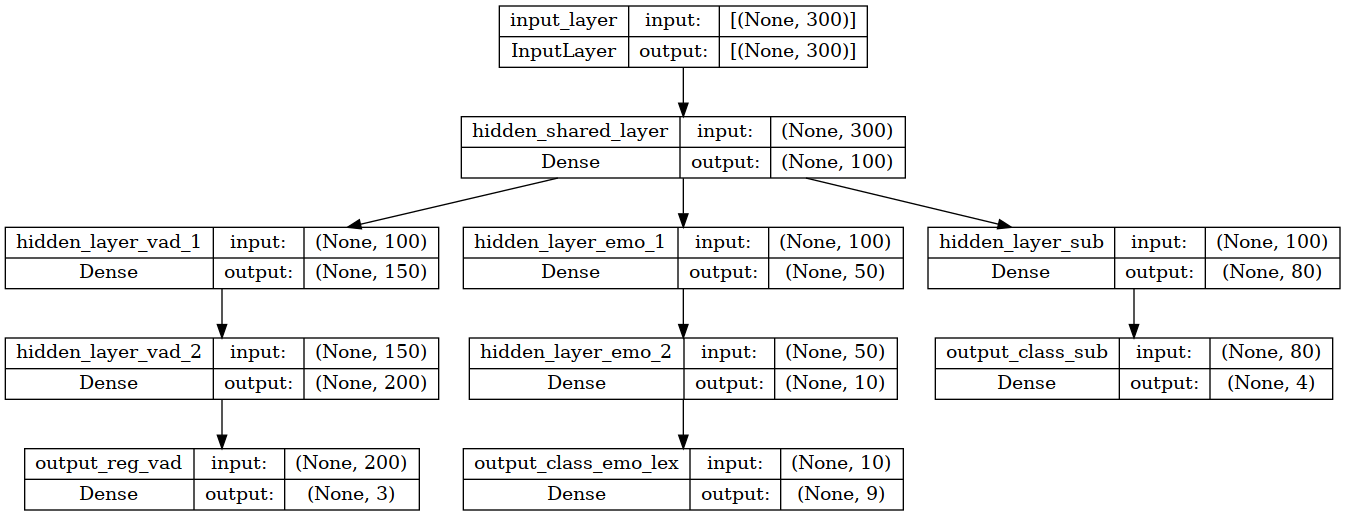 input_layer input: [(None, 300)]
InputLayer output: [(None, 300)]
hidden_shared_layer input: (None, 300)
Dense output: (None, 100)
hidden_layer_vad_1 input: (None, 100)
Dense output: (None, 150)
hidden_layer_emo_1 input: (None, 100)
Dense output: (None, 50)
hidden_layer_sub input: (None, 100)
Dense output: (None, 80)
hidden_layer_vad_2 input: (None, 150)
Dense output: (None, 200)
hidden_layer_emo_2 input: (None, 50)
Dense output: (None, 10)
output_class_sub input: (None, 80)
Dense output: (None, 4)
output_reg_vad input: (None, 200)
Dense output: (None, 3)
output_class_emo_lex input: (None, 10)
Dense output: (None, 9)